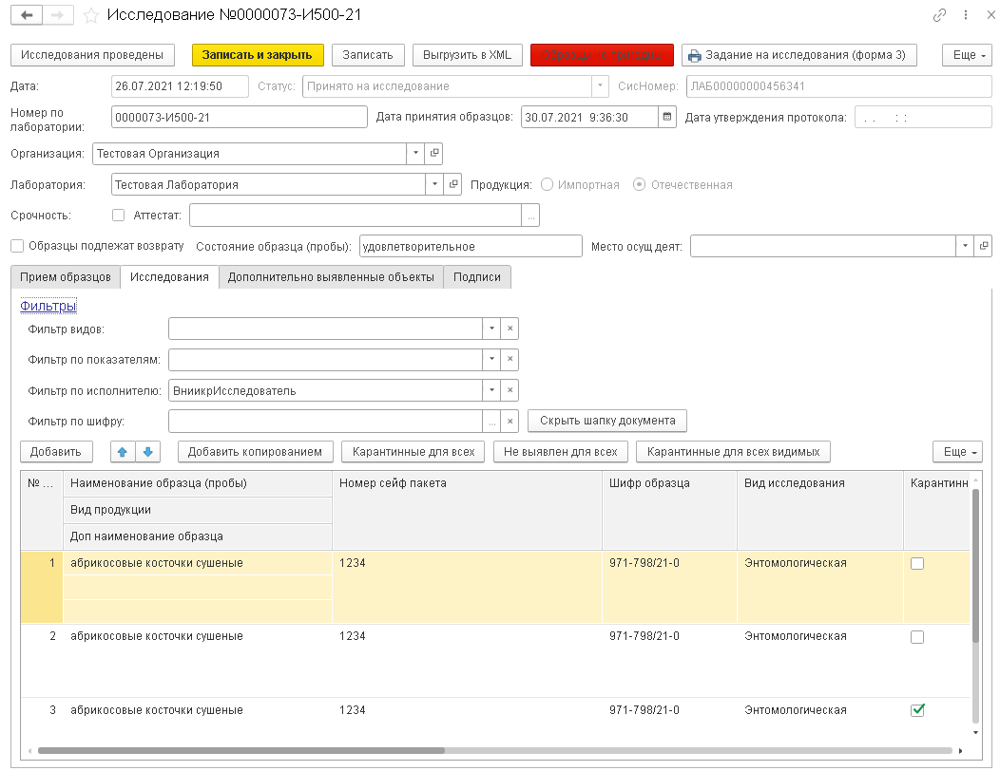 Исследование №0000073-И500-21
Исследования проведены Записать и закрыть Записать Выгрузить в XML Образцы не пригодны Задание на исследования (форма 3) Еще
Дата: 26.07.2021 12:19:50 Статус: Принято на исследование СисНомер: ЛАБ00000000456341
Номер по
лаборатории: 0000073-И500-21 Дата принятия образцов: 30.07.2021 9:36:30 Дата утверждения протокола: . . : :
Организация: Тестовая Организация
Лаборатория: Тестовая Лаборатория Продукция: Импортная Отечественная
Срочность: Аттестат: ...
Образцы подлежат возврату Состояние образца (пробы): удовлетворительное Место осущ деят:
Прием образцов Исследования Дополнительно выявленные объекты Подписи
Фильтры
Фильтр видов:
Фильтр по показателям:
Фильтр по исполнителю: ВниикрИсследователь
Фильтр по шифру: ... Скрыть шапку документа
Добавить Добавить копированием Карантинные для всех Не выявлен для всех Карантинные для всех видимых Еще
№ ... Наименование образца (пробы) Номер сейф пакета Шифр образца Вид исследования Карантинн
Вид продукции
Доп наименование образца
1 абрикосовые косточки сушеные 1234 971-798/21-0 Энтомологическая
2 абрикосовые косточки сушеные 1234 971-798/21-0 Энтомологическая
3 абрикосовые косточки сушеные 1234 971-798/21-0 Энтомологическая